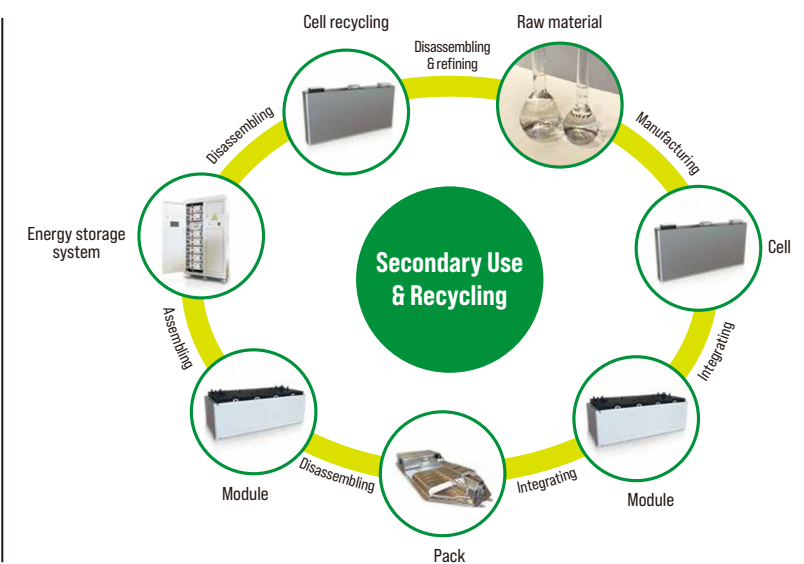 Cell recycling
Disassembling
& refining
Raw material
Manufacturing
Cell
Integrating
Module
Integrating
Pack
Disassembling
Module
Assembling
Energy storage
system
Disassembling
Secondary Use
& Recycling